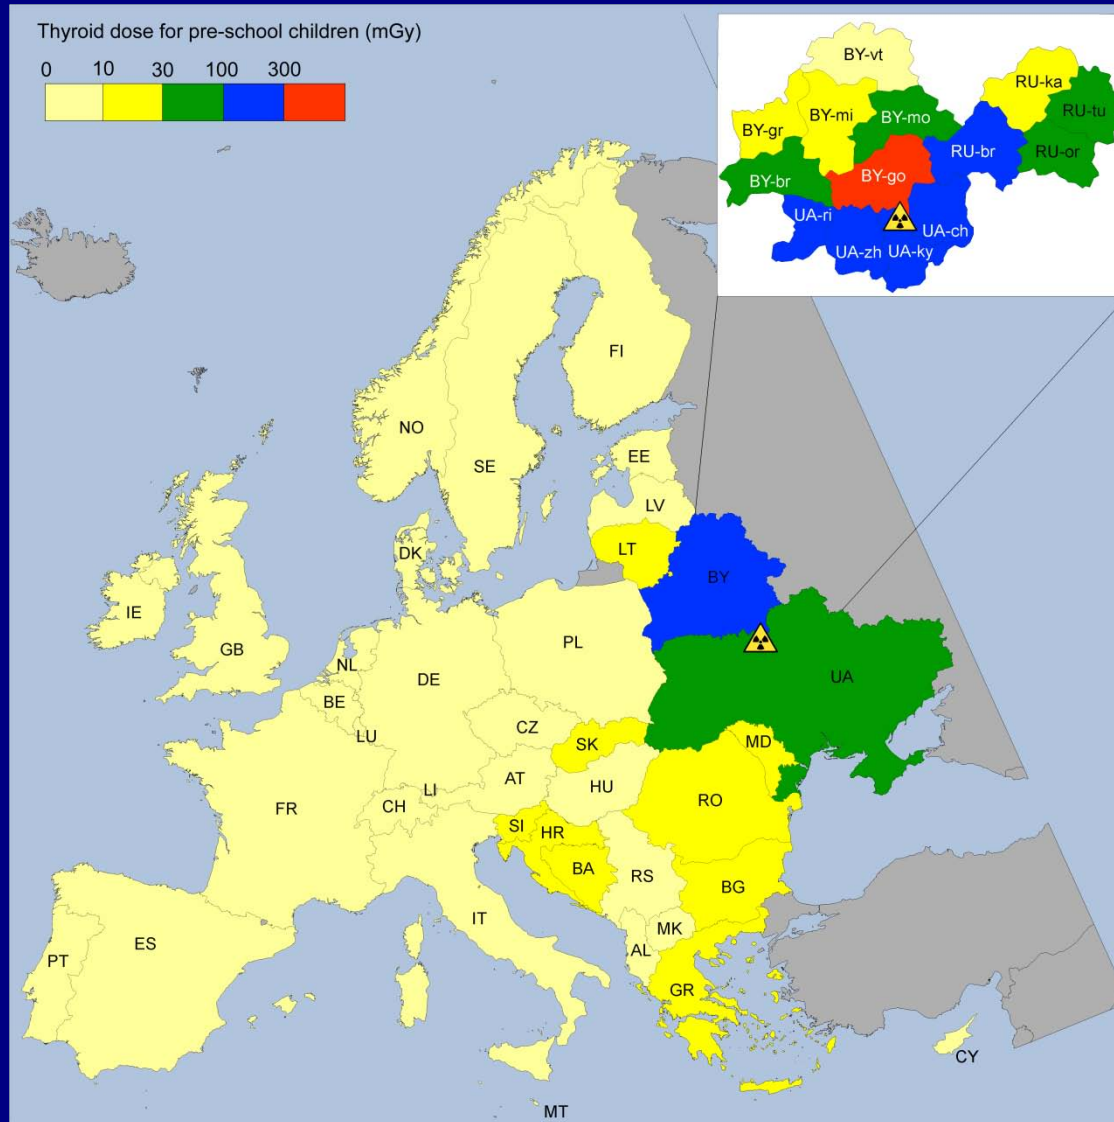 Thyroid dose for pre-school children (mGy)
0 10 30 100 300
BY-vt
RU-ka
BY-gr
BY-mi
BY-mo
RU-tu
RU-br
RU-or
BY-br
BY-go
UA-ri
UA-ch
UA-zh
UA-ky
FI
NO
SE
EE
LV
LT
DK
BY
IE
GB
NL
DE
PL
BE
UA
LU
CZ
SK
MD
FR
LI
AT
HU
CH
RO
SI
HR
BA
RS
BG
IT
MK
AL
PT
ES
GR
CY
MT